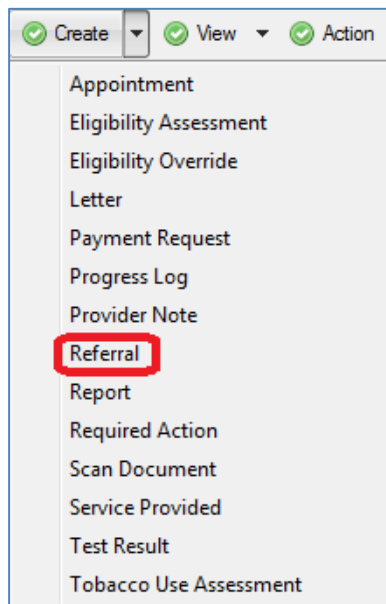 Create View Action
Appointment
Eligibility Assessment
Eligibility Override
Letter
Payment Request
Progress Log
Provider Note
Referral
Report
Required Action
Scan Document
Service Provided
Test Result
Tobacco Use Assessment